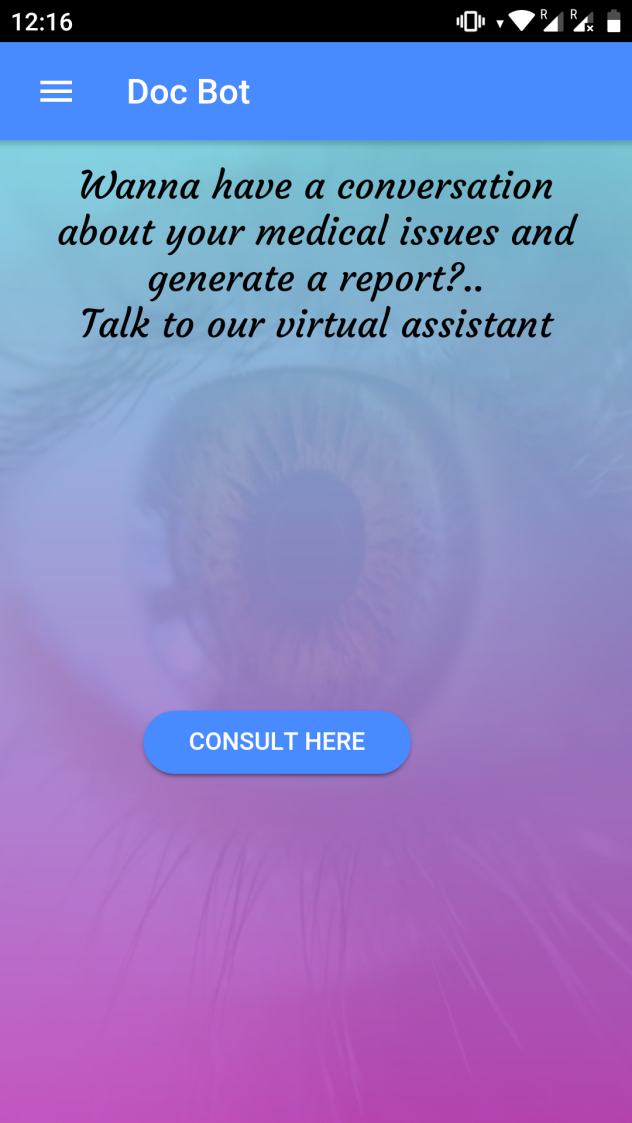 12:16
R R
Doc Bot
Wanna have a conversation
about your medical issues and
generate a report?..
Talk to our virtual assistant
CONSULT HERE